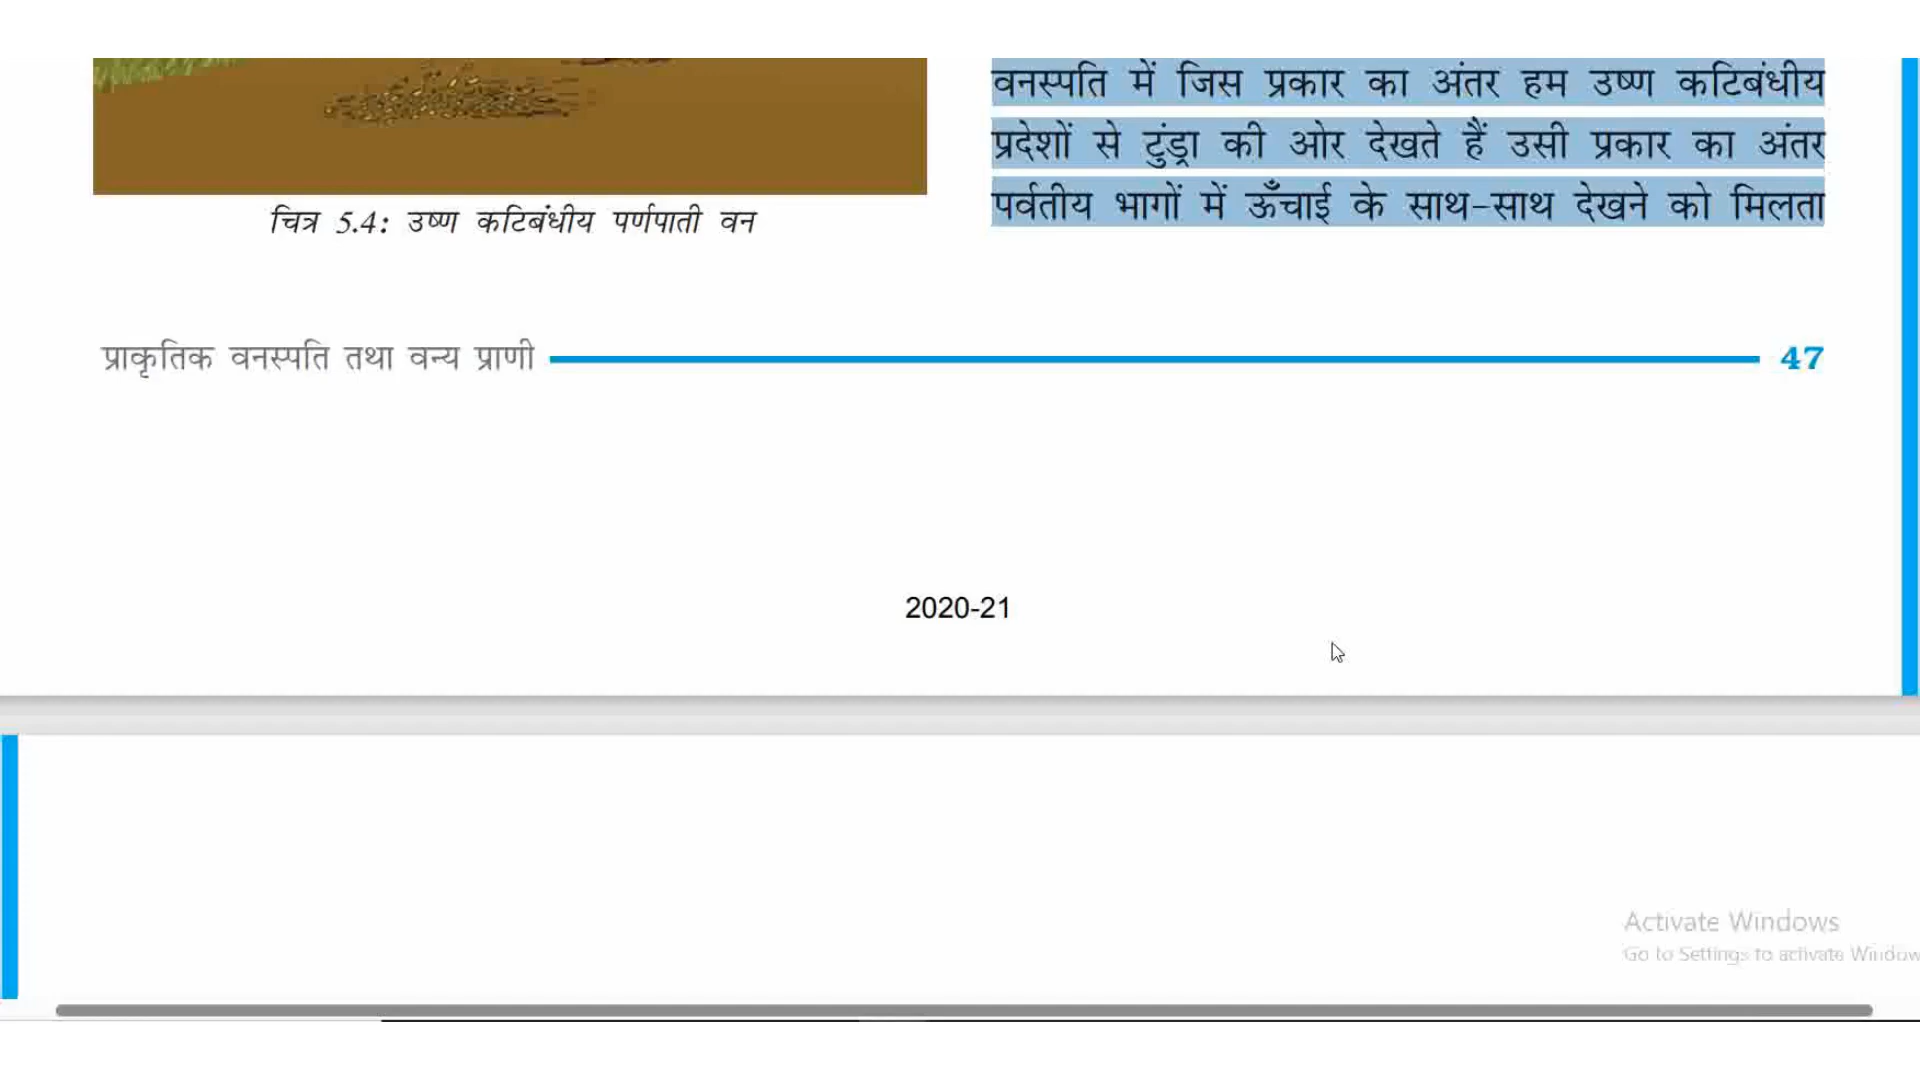 वनस्पति में जिस प्रकार का अंतर हम उष्ण कटिबंधीय
प्रदेशों से टुंड्रा की ओर देखते हैं उसी प्रकार का अंतर
पर्वतीय भागों में ऊँचाई के साथ-साथ देखने को मिलता
चित्र 5.4: उष्ण कटिबंधीय पर्णपाती वन
प्राकृतिक वनस्पति तथा वन्य प्राणी 47
2020-21
Activate Windows
Go to Settings to activate Window